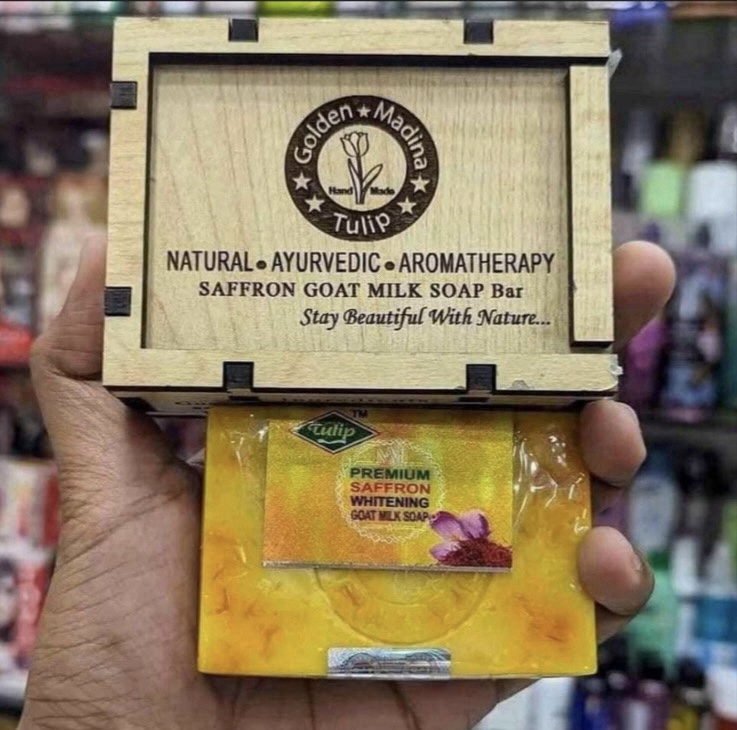 Golden ★ Madina
Hand Made
Tulip
NATURAL • AYURVEDIC • AROMATHERAPY
SAFFRON GOAT MILK SOAP Bar
Stay Beautiful With Nature...
TM
Tulip
PREMIUM
SAFFRON
WHITENING
GOAT MILK SOAP